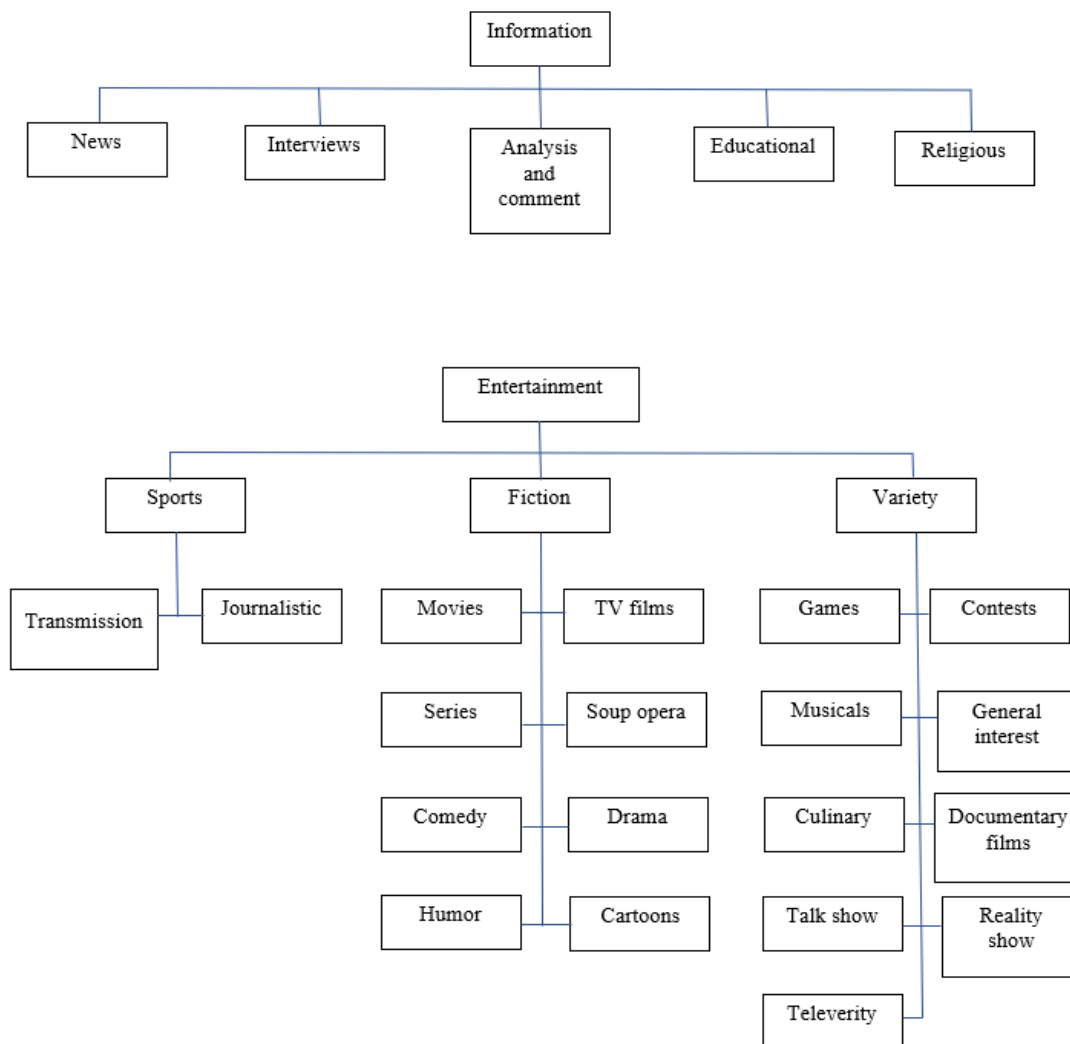 Information
News
Interviews
Analysis
and
comment
Educational
Religious
Entertainment
Sports
Fiction
Variety
Transmission
Journalistic
Movies
TV films
Games
Contests
Series
Soup opera
Musicals
General
interest
Comedy
Drama
Culinary
Documentary
films
Humor
Cartoons
Talk show
Reality
show
Televerity